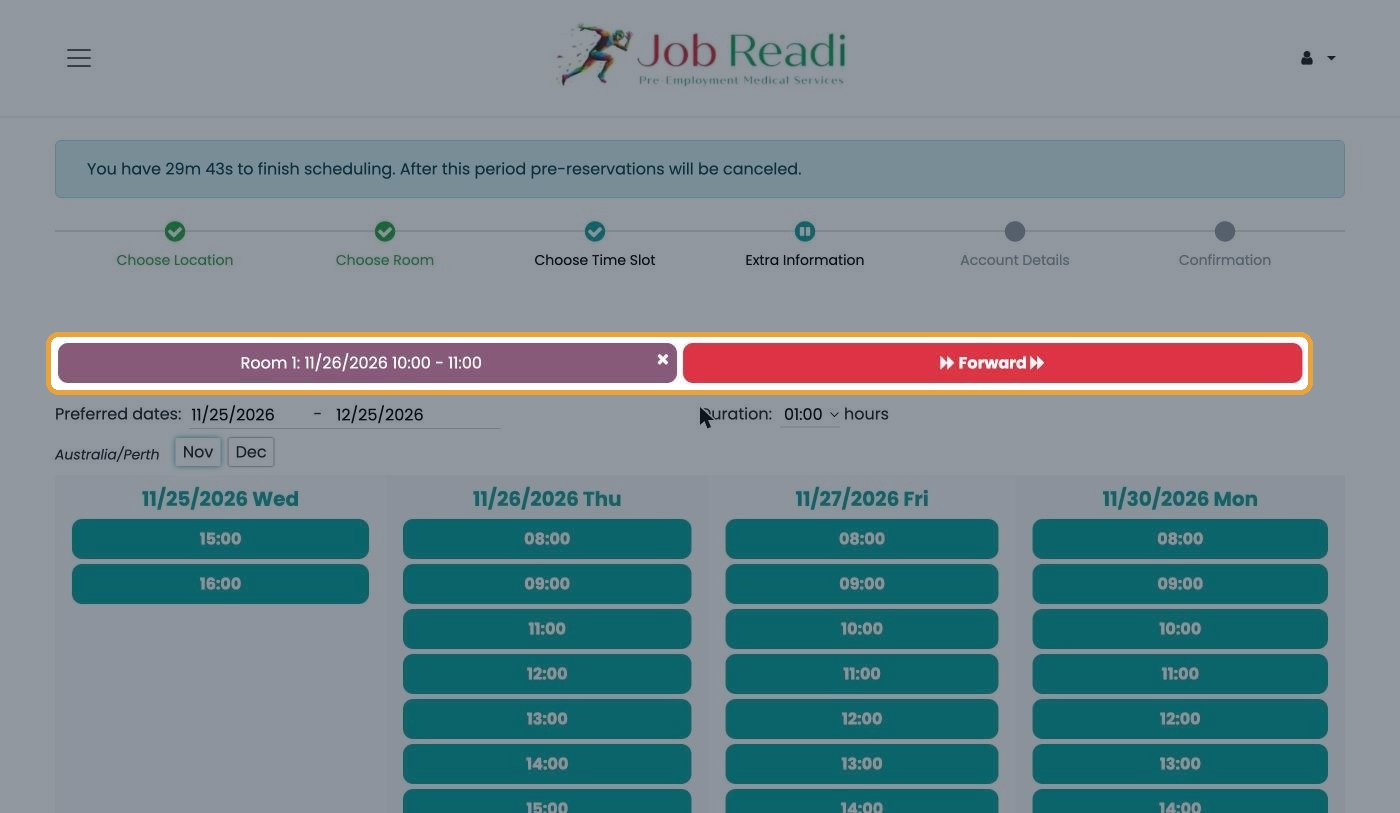 Job Readi
Pre-Employment Medical Services
You have 29m 43s to finish scheduling. After this period pre-reservations will be canceled.
Choose Location Choose Room Choose Time Slot Extra Information Account Details Confirmation
Room 1: 11/26/2026 10:00 - 11:00 Forward
Preferred dates: 11/25/2026 - 12/25/2026 uration: 01:00 hours
Australia/Perth Nov Dec
11/25/2026 Wed 11/26/2026 Thu 11/27/2026 Fri 11/30/2026 Mon
15:00 08:00 08:00 08:00
16:00 09:00 09:00 09:00
11:00 10:00 10:00
12:00 11:00 11:00
13:00 12:00 12:00
14:00 13:00 13:00
15:00 14:00 14:00